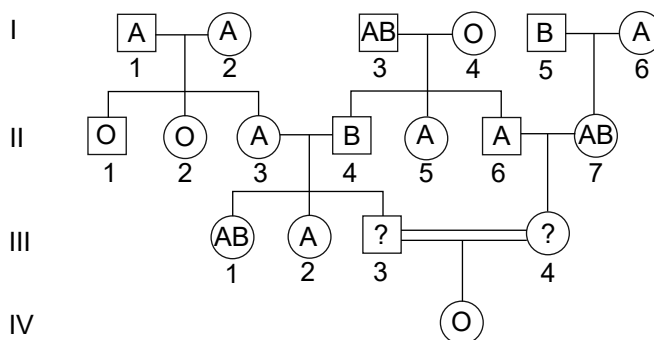 I A A AB O B A
1 2 3 4 5 6
II O O A B A A AB
1 2 3 4 5 6 7
III AB A ? ?
1 2 3 4
IV O